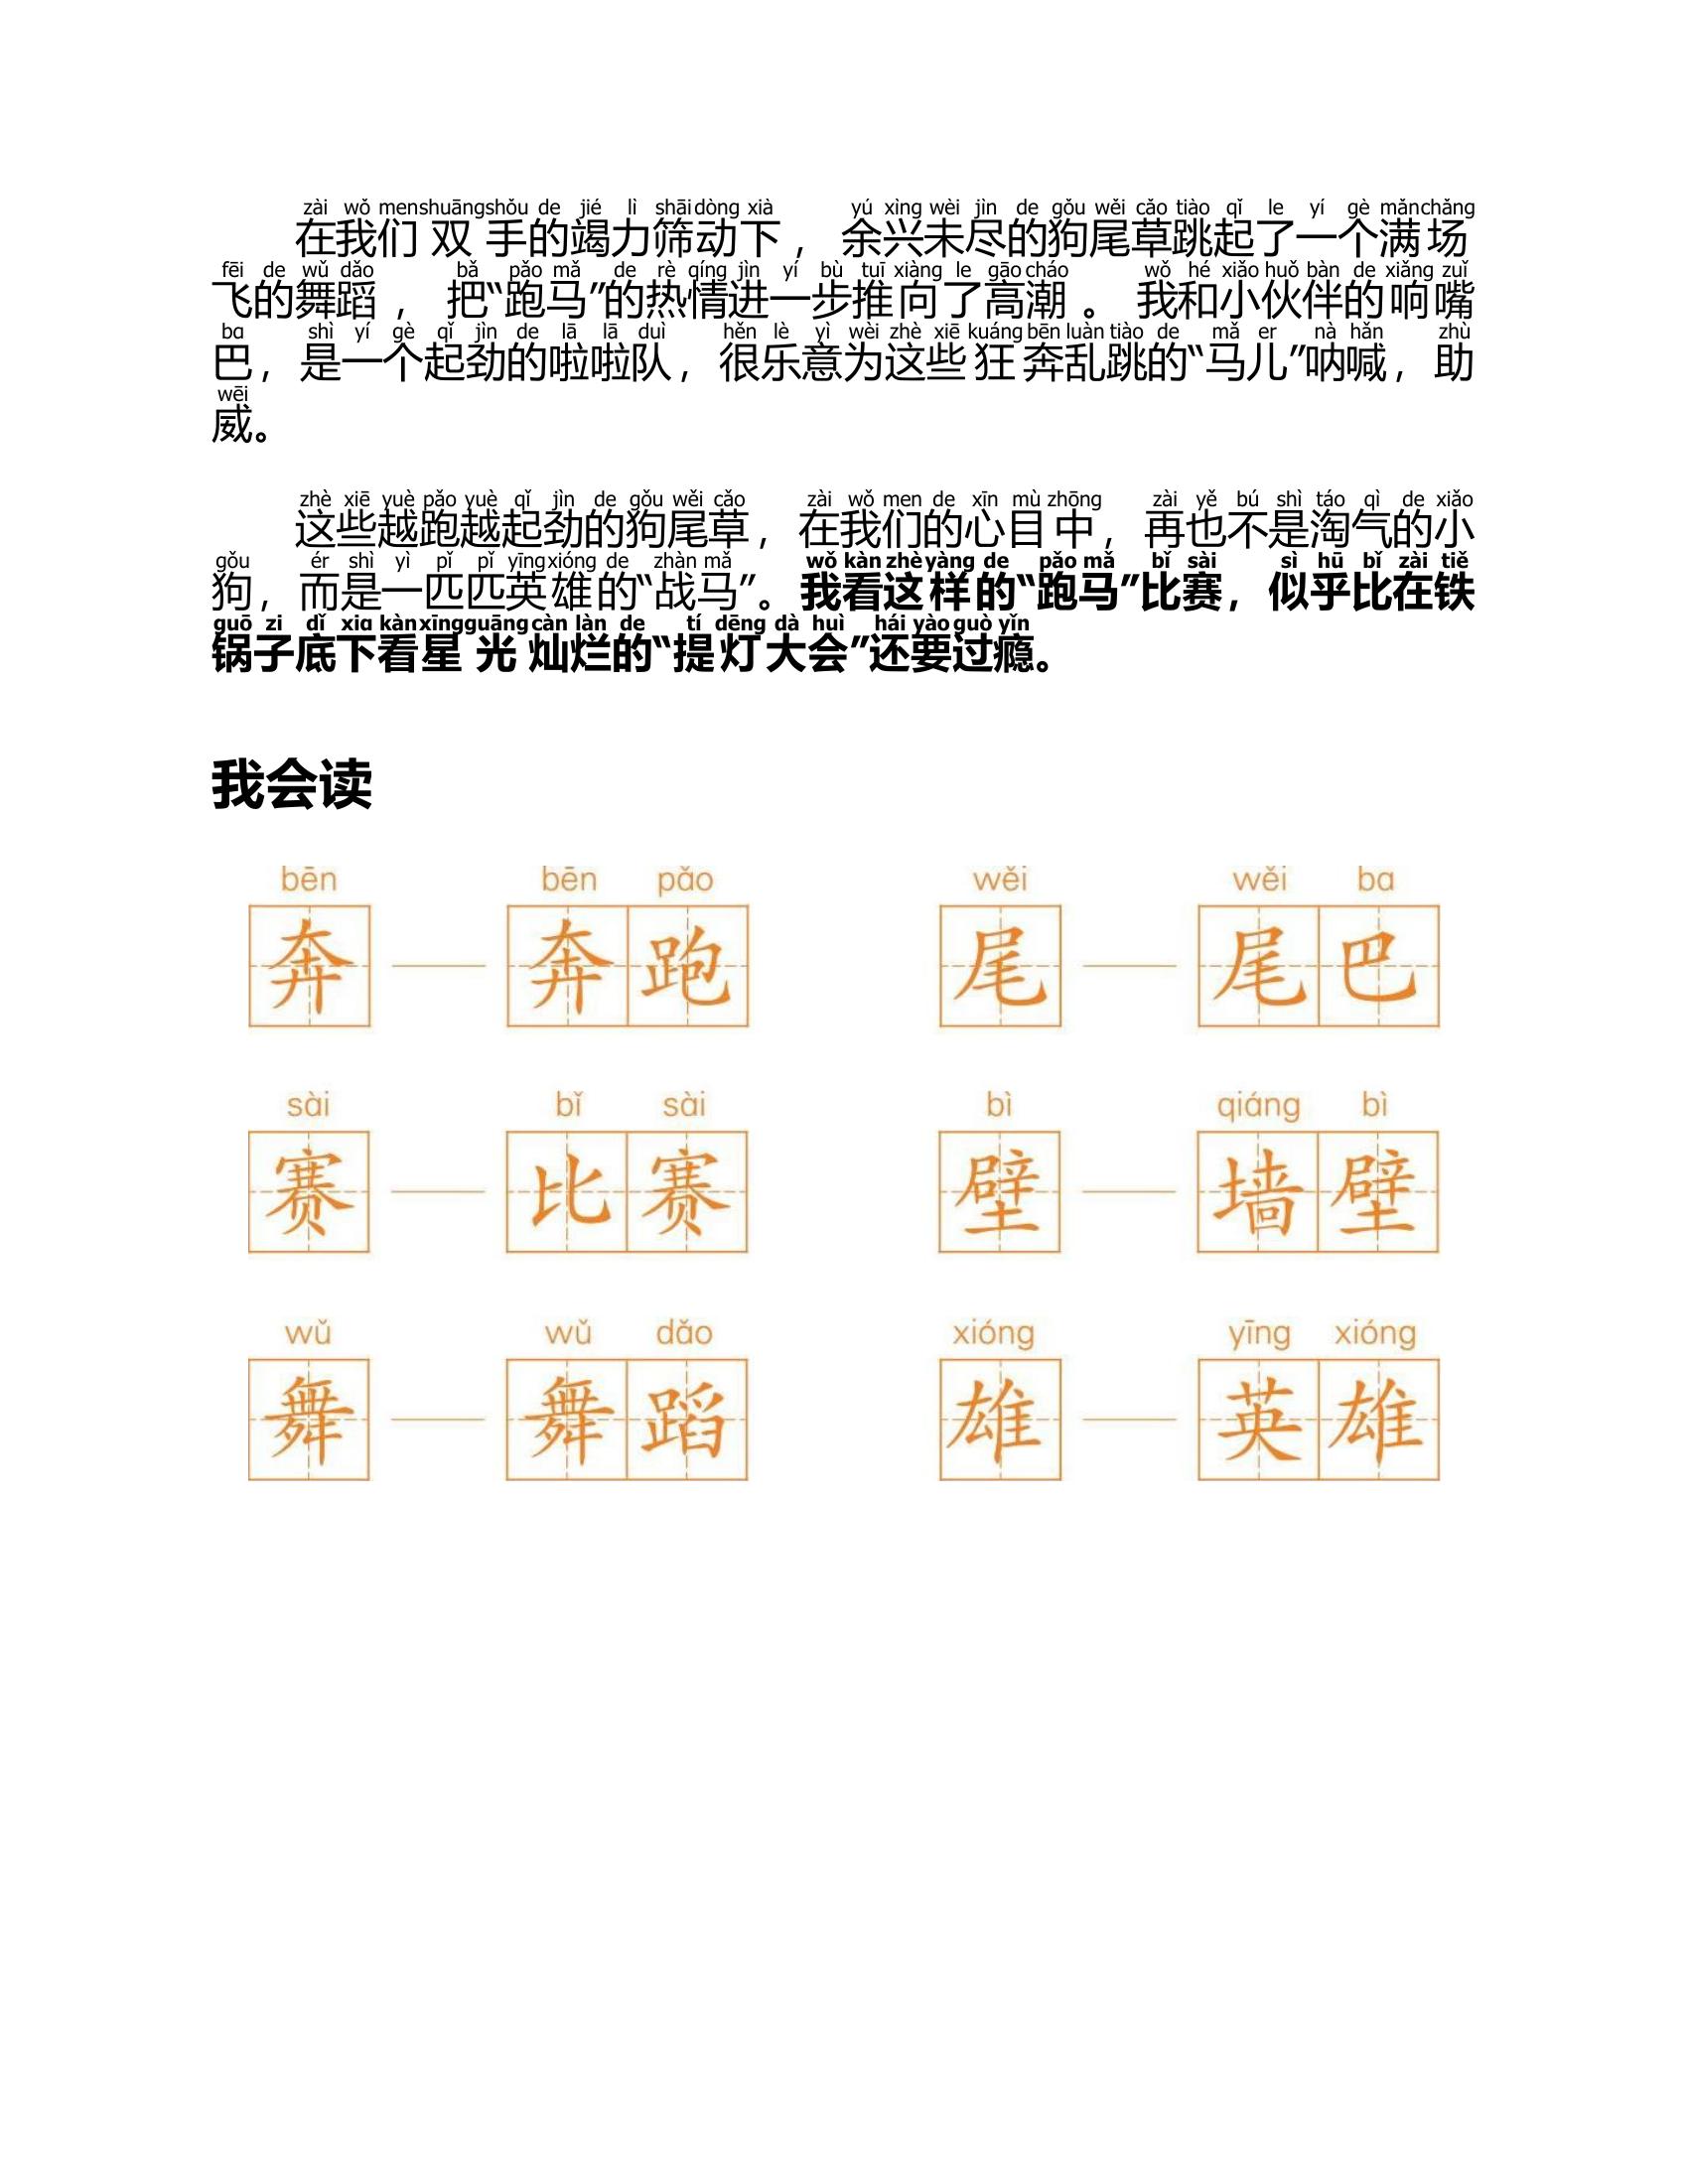 zài wǒ men shuāng shǒu de jié lì shāi dòng xià yú xìng wèi jìn de gǒu wěi cǎo tiào qǐ le yí gè mǎn chǎng
在我们双手的竭力筛动下，余兴未尽的狗尾草跳起了一个满场
fēi de wǔ dǎo bǎ pǎo mǎ de rè qíng jìn yí bù tuī xiàng le gāo cháo wǒ hé xiǎo huǒ bàn de xiǎng zuǐ
飞的舞蹈，把“跑马”的热情进一步推向了高潮。我和小伙伴的响嘴
ba shì yí gè qǐ jìn de lā lā duì hěn lè yì wèi zhè xiē kuáng bēn luàn tiào de mǎ er nà hǎn zhù
巴，是一个起劲的啦啦队，很乐意为这些狂奔乱跳的“马儿”呐喊，助
wēi
威。
zhè xiē yuè pǎo yuè qǐ jìn de gǒu wěi cǎo zài wǒ men de xīn mù zhōng zài yě bú shì táo qì de xiǎo
这些越跑越起劲的狗尾草，在我们的心目中，再也不是淘气的小
gǒu ér shì yì pǐ pǐ yīng xióng de zhàn mǎ wǒ kàn zhè yàng de pǎo mǎ bǐ sài sì hū bǐ zài tiě
狗，而是一匹匹英雄的“战马”。我看这样的“跑马”比赛，似乎比在铁
guō zi dǐ xia kàn xīng guāng càn làn de tí dēng dà huì hái yào guò yǐn
锅子底下看星光灿烂的“提灯大会”还要过瘾。
我会读
bēn bēn pǎo wěi wěi ba
奔 奔跑 尾 尾巴
sài bǐ sài bì qiáng bì
赛 比赛 壁 墙壁
wǔ wǔ dǎo xióng yīng xióng
舞 舞蹈 雄 英雄